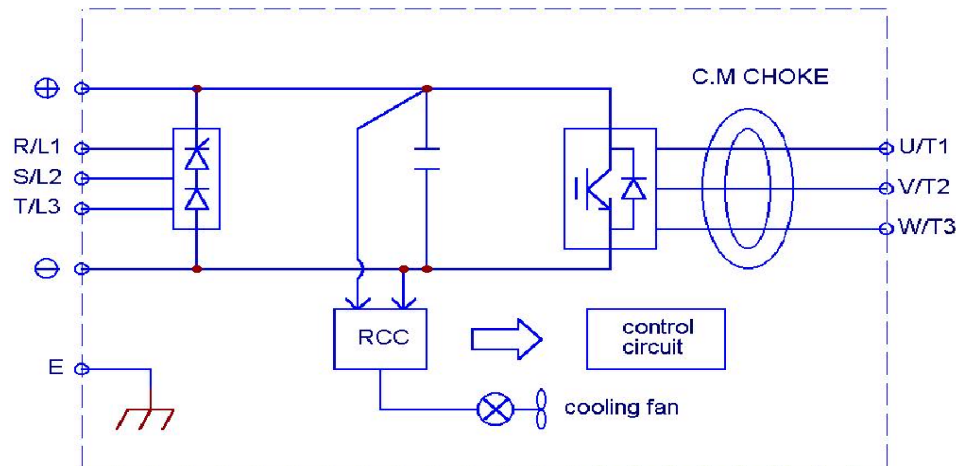 C.M CHOKE
⊕
R/L1
S/L2
T/L3
⊖
U/T1
V/T2
W/T3
RCC
control
circuit
E
cooling fan